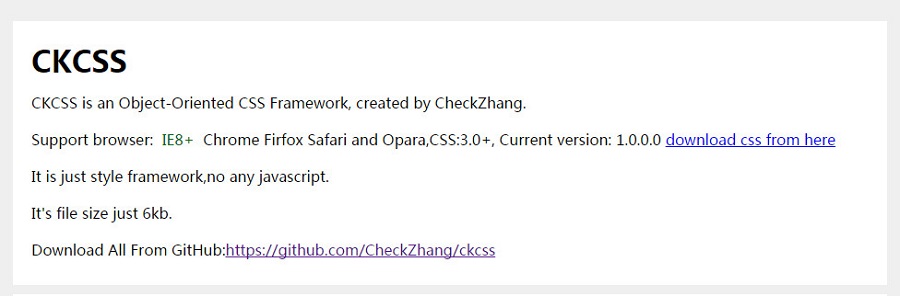 CKCSS
CKCSS is an Object-Oriented CSS Framework, created by CheckZhang.
Support browser: IE8+ Chrome Firfox Safari and Opara,CSS:3.0+, Current version: 1.0.0.0 download css from here
It is just style framework,no any javascript.
It's file size just 6kb.
Download All From GitHub:https://github.com/CheckZhang/ckcss